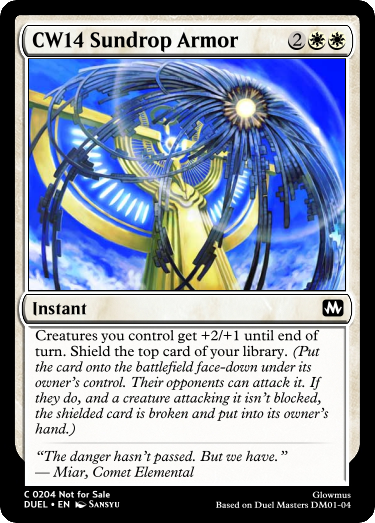 CW14 Sundrop Armor 2
Instant
Creatures you control get +2/+1 until end of
turn. Shield the top card of your library. (Put
the card onto the battlefield face-down under its
owner's control. Their opponents can attack it. If
they do, and a creature attacking it isn't blocked,
the shielded card is broken and put into its owner's
hand.)
“The danger hasn't passed. But we have.”
— Miar, Comet Elemental
C 0204 Not for Sale
DUEL • EN Sansyu
Glowmus
Based on Duel Masters DM01-04